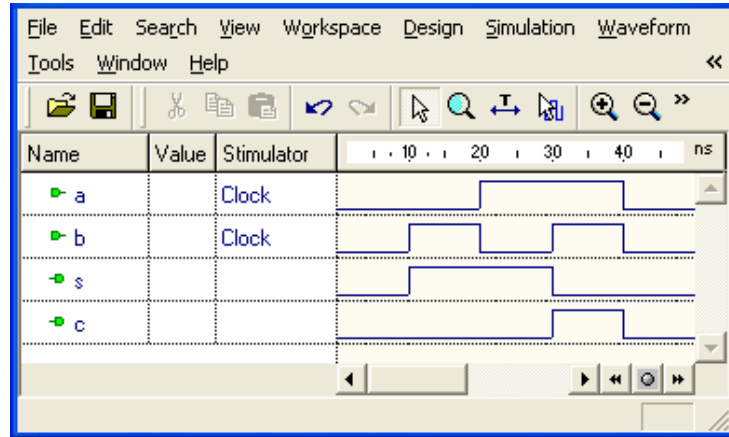 File Edit Search View Workspace Design Simulation Waveform
Tools Window Help «
»
Name Value Stimulator 10 20 30 40 ns
a Clock
b Clock
s
c